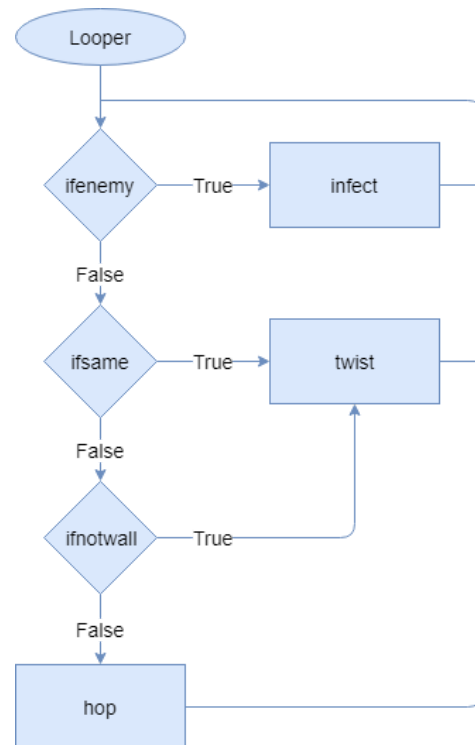 Looper
ifenemy
True
infect
False
ifsame
True
twist
False
ifnotwall
True
False
hop